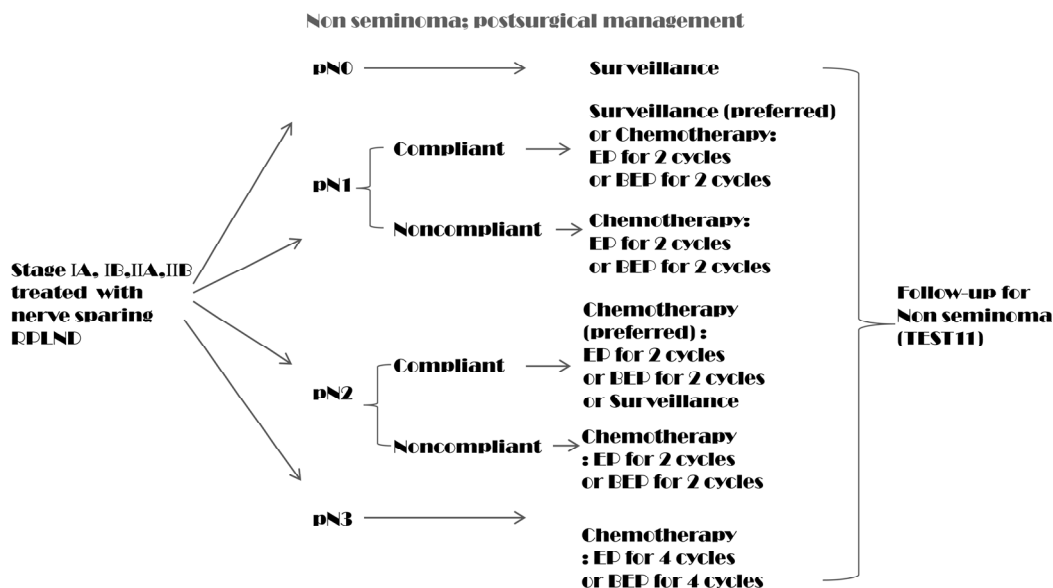 Non seminoma; postsurgical management
Stage IA, IB,IIA,IIB
treated with
nerve sparing
RPLND
pN0
Surveillance
pN1
Compliant
Surveillance (preferred)
or Chemotherapy:
EP for 2 cycles
or BEP for 2 cycles
Noncompliant
Chemotherapy:
EP for 2 cycles
or BEP for 2 cycles
pN2
Compliant
Chemotherapy
(preferred) :
EP for 2 cycles
or BEP for 2 cycles
or Surveillance
Noncompliant
Chemotherapy
: EP for 2 cycles
or BEP for 2 cycles
pN3
Chemotherapy
: EP for 4 cycles
or BEP for 4 cycles
Follow-up for
Non seminoma
(TEST11)